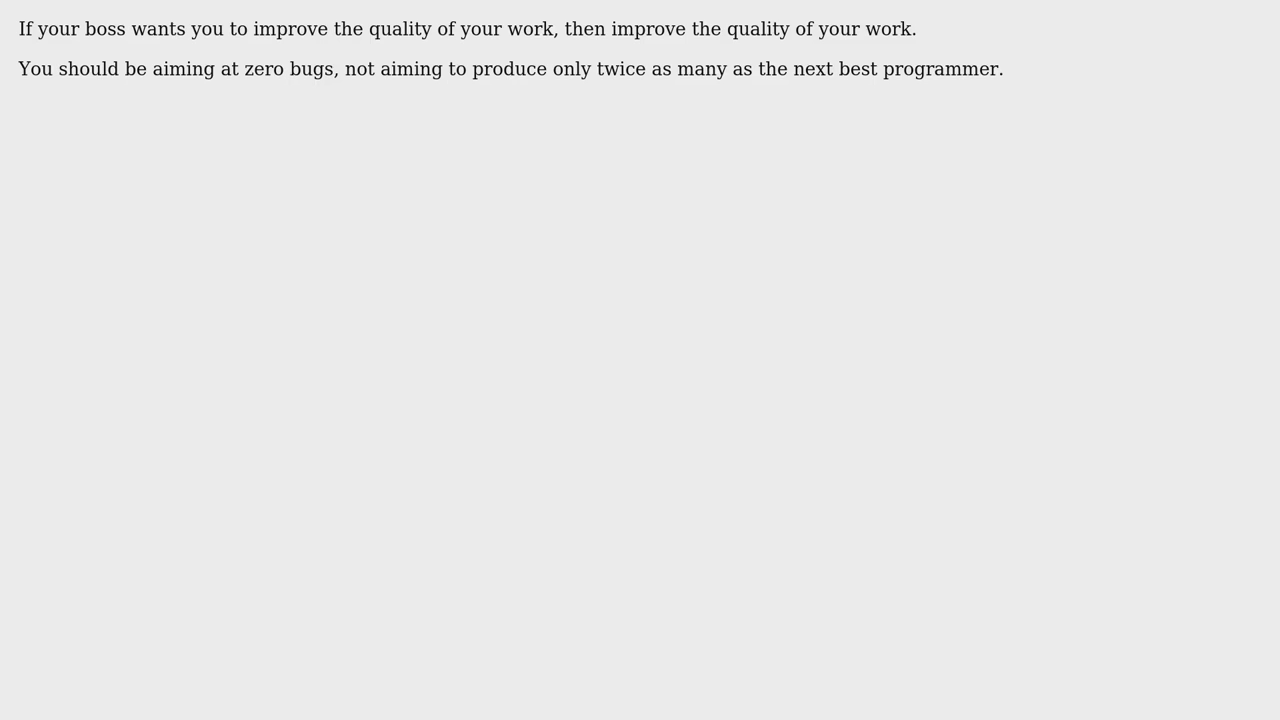 If your boss wants you to improve the quality of your work, then improve the quality of your work.
You should be aiming at zero bugs, not aiming to produce only twice as many as the next best programmer.